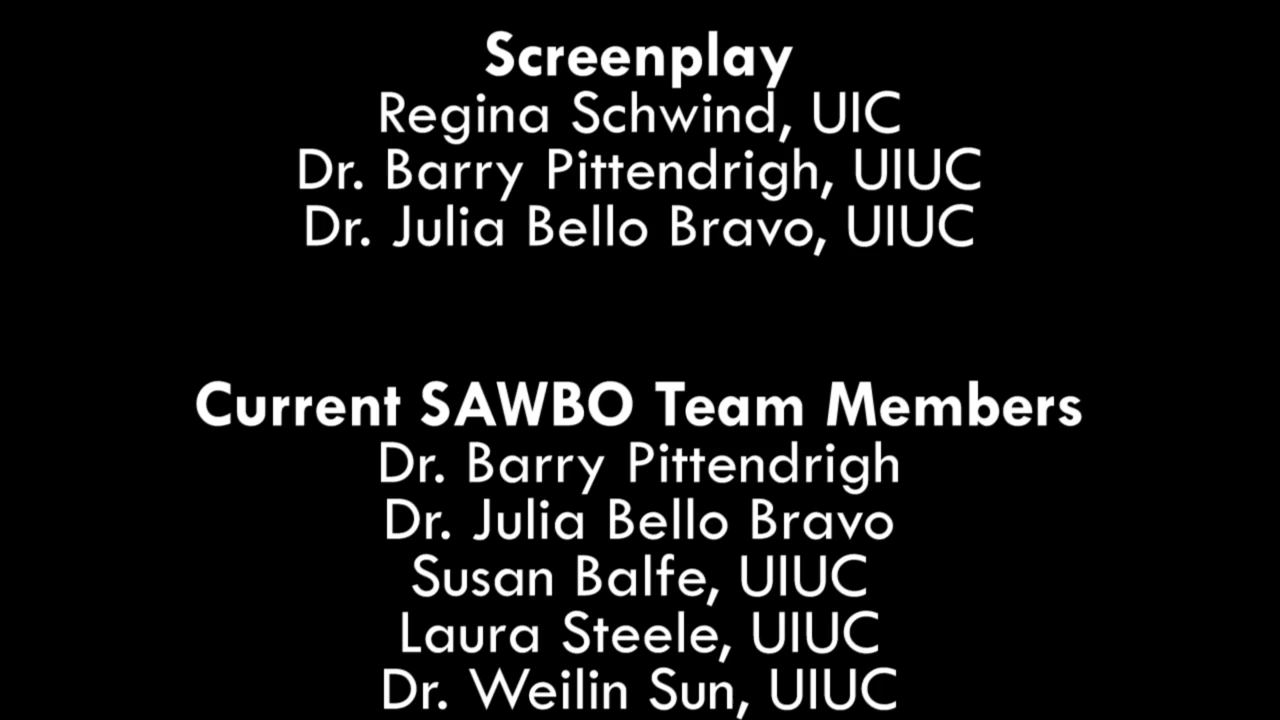 Screenplay
Regina Schwind, UIC
Dr. Barry Pittendrigh, UIUC
Dr. Julia Bello Bravo, UIUC
Current SAWBO Team Members
Dr. Barry Pittendrigh
Dr. Julia Bello Bravo
Susan Balfe, UIUC
Laura Steele, UIUC
Dr. Weilin Sun, UIUC